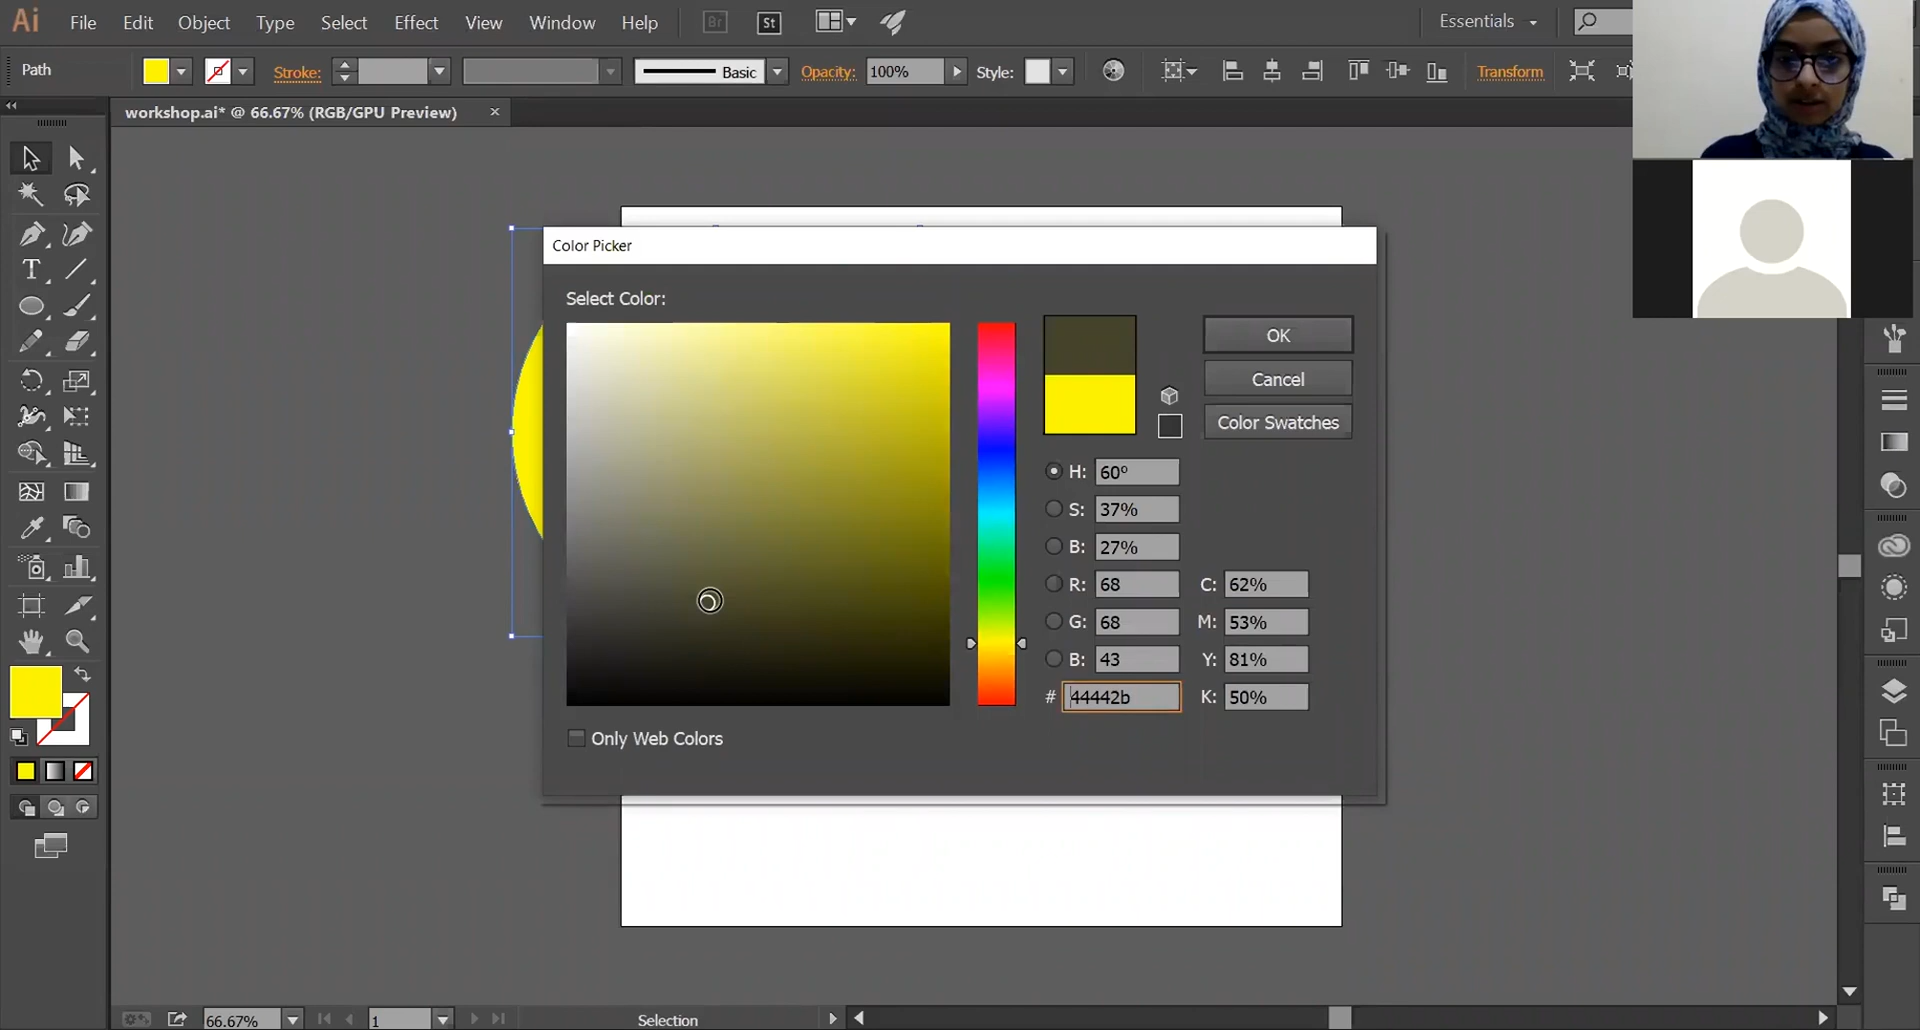 Ai File Edit Object Type Select Effect View Window Help Br St Essentials
Path Stroke: Basic Opacity: 100% Style: Transform
workshop.ai* @ 66.67% (RGB/GPU Preview) ×
Color Picker
Select Color:
OK
Cancel
Color Swatches
H: 60º
S: 37%
B: 27%
R: 68 C: 62%
G: 68 M: 53%
B: 43 Y: 81%
# 44442b K: 50%
Only Web Colors
T
66.67% 1 Selection